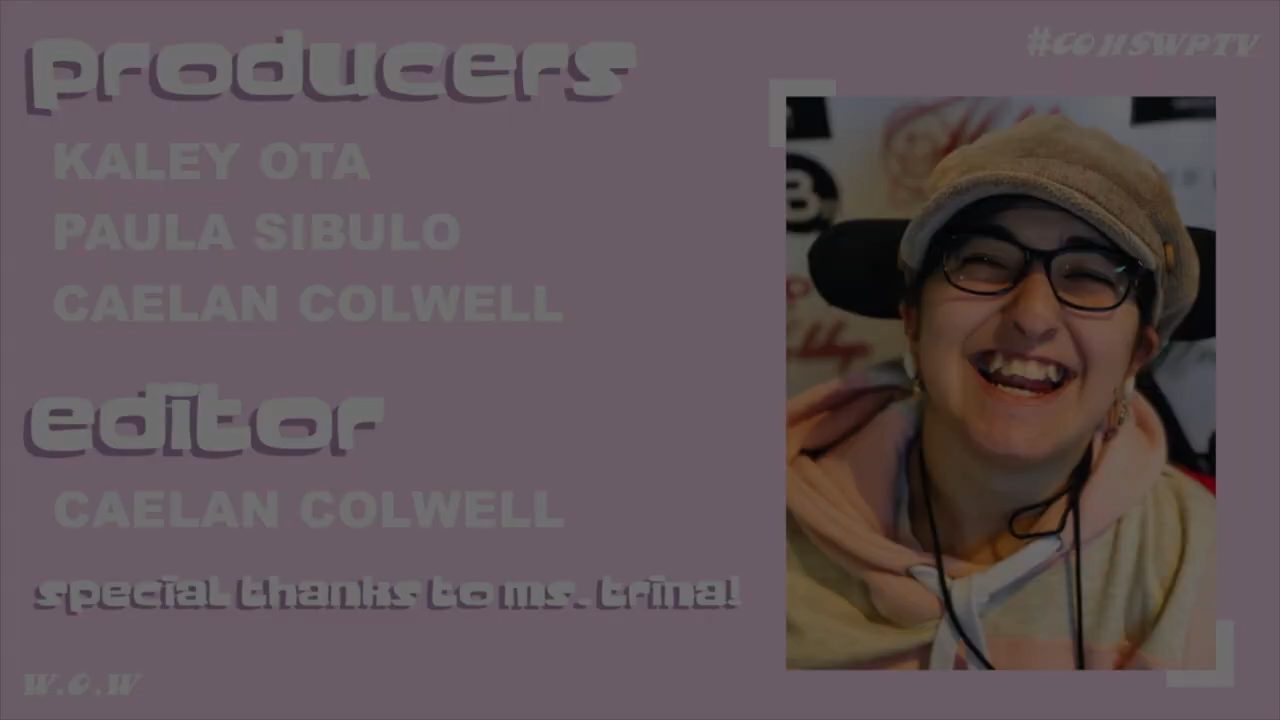 producers
#COHSWPTV
KALEY OTA
PAULA SIBULO
CAELAN COLWELL
editor
CAELAN COLWELL
special thanks to ms. trina!
W.O.W